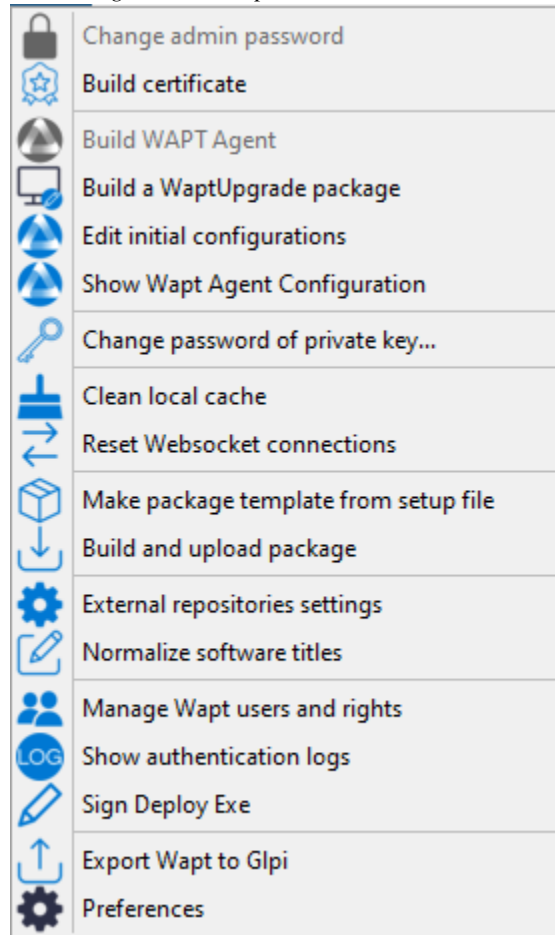 Change admin password
Build certificate
Build WAPT Agent
Build a WaptUpgrade package
Edit initial configurations
Show Wapt Agent Configuration
Change password of private key...
Clean local cache
Reset Websocket connections
Make package template from setup file
Build and upload package
External repositories settings
Normalize software titles
Manage Wapt users and rights
LOG Show authentication logs
Sign Deploy Exe
Export Wapt to Glpi
Preferences